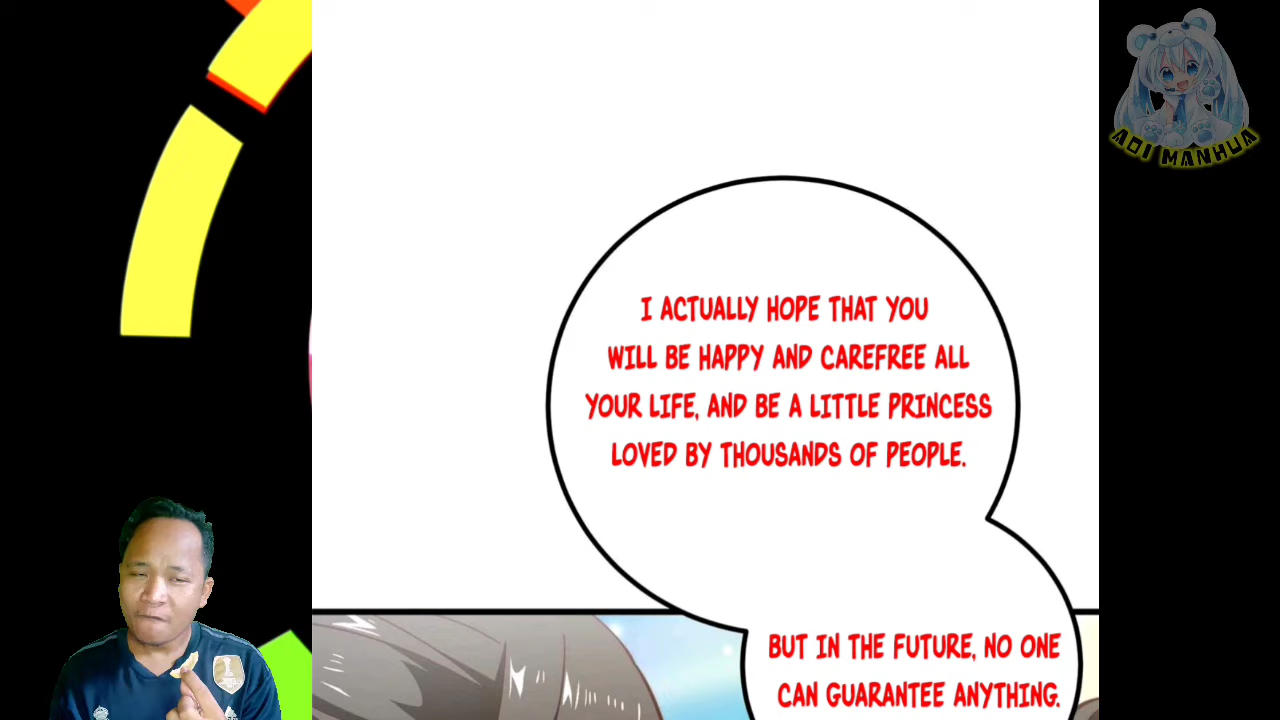 ADI MANHUA
I ACTUALLY HOPE THAT YOU
WILL BE HAPPY AND CAREFREE ALL
YOUR LIFE, AND BE A LITTLE PRINCESS
LOVED BY THOUSANDS OF PEOPLE.
BUT IN THE FUTURE, NO ONE
CAN GUARANTEE ANYTHING.